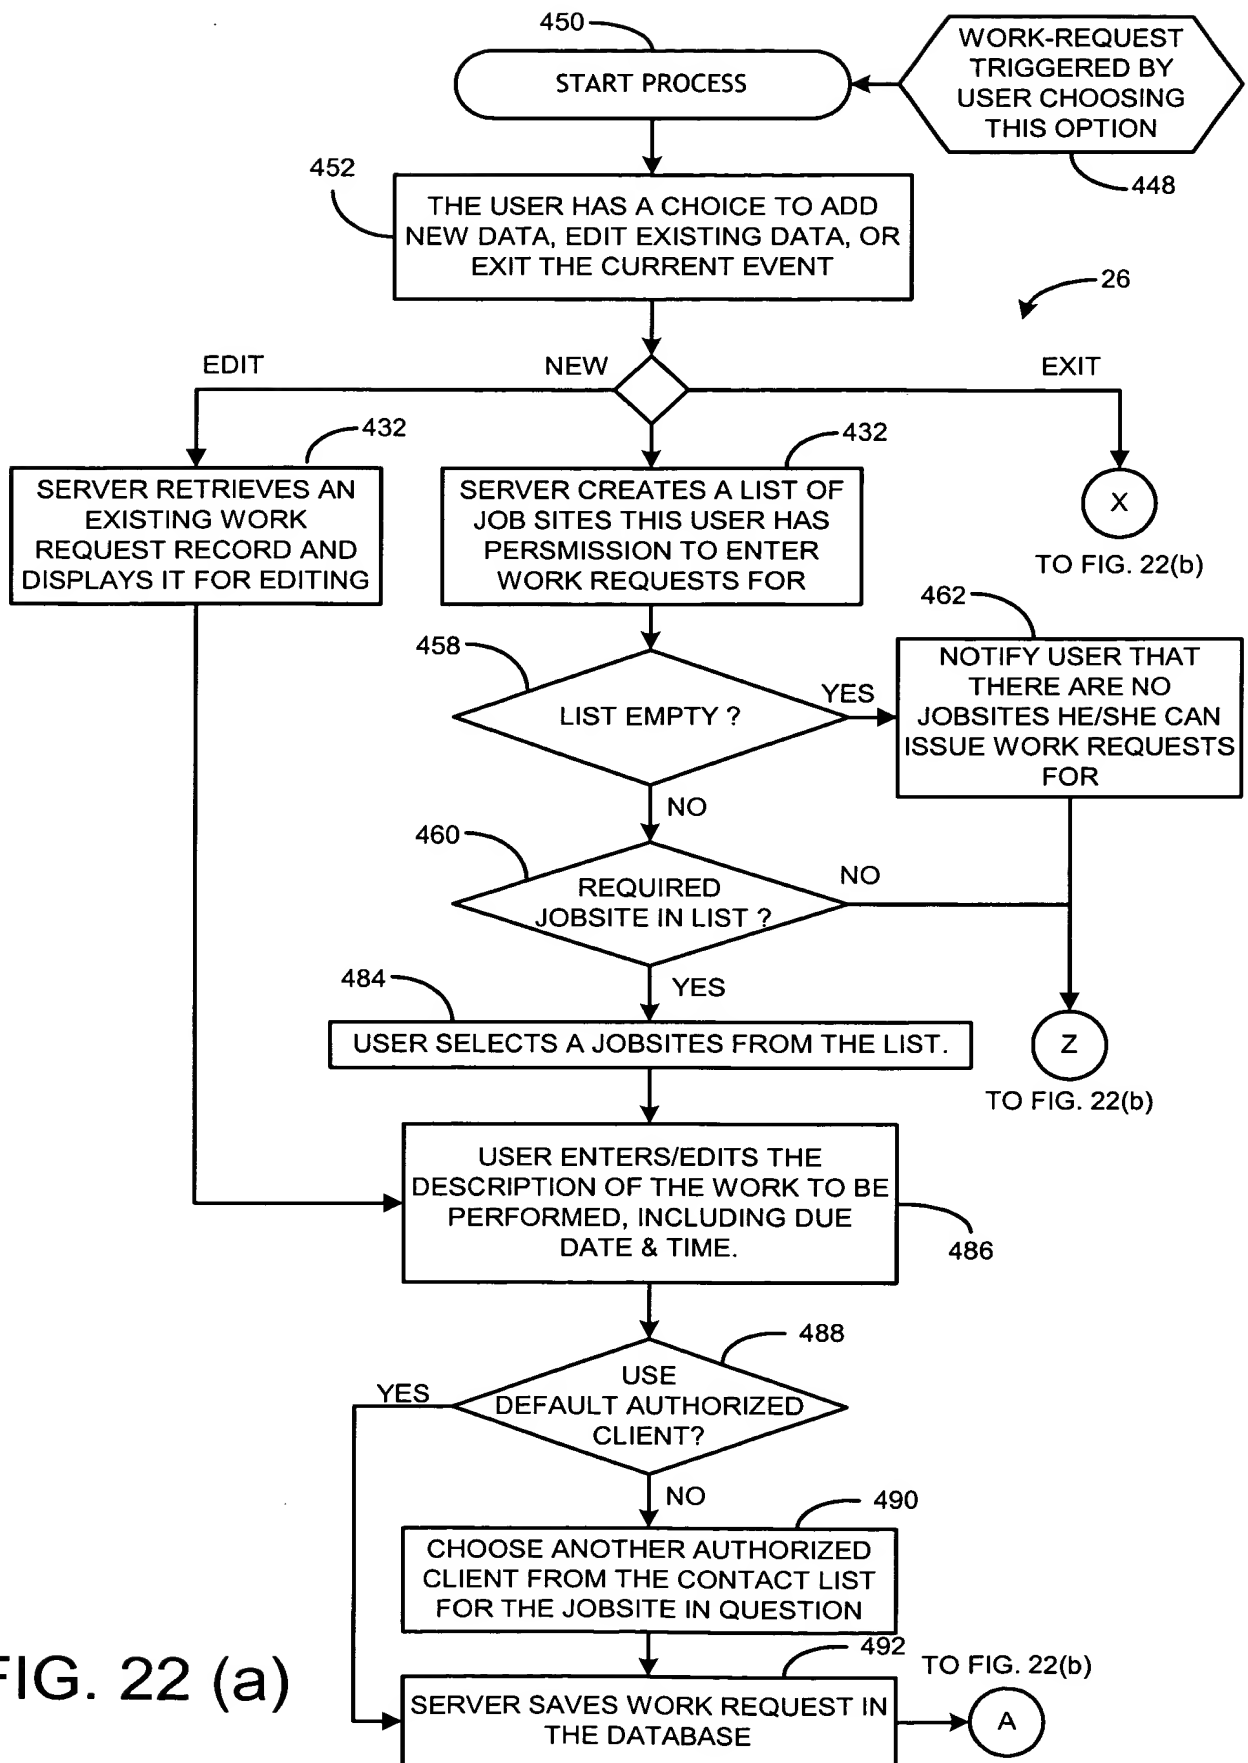 450
START PROCESS
WORK-REQUEST
TRIGGERED BY
USER CHOOSING
THIS OPTION
448
452
THE USER HAS A CHOICE TO ADD
NEW DATA, EDIT EXISTING DATA, OR
EXIT THE CURRENT EVENT
26
EDIT
NEW
EXIT
432
SERVER RETRIEVES AN
EXISTING WORK
REQUEST RECORD AND
DISPLAYS IT FOR EDITING
432
SERVER CREATES A LIST OF
JOB SITES THIS USER HAS
PERSMISSION TO ENTER
WORK REQUESTS FOR
X
TO FIG. 22(b)
458
LIST EMPTY ?
YES
462
NOTIFY USER THAT
THERE ARE NO
JOBSITES HE/SHE CAN
ISSUE WORK REQUESTS
FOR
NO
460
REQUIRED
JOBSITE IN LIST ?
NO
YES
484
USER SELECTS A JOBSITES FROM THE LIST.
Z
TO FIG. 22(b)
USER ENTERS/EDITS THE
DESCRIPTION OF THE WORK TO BE
PERFORMED, INCLUDING DUE
DATE & TIME.
486
488
USE
DEFAULT AUTHORIZED
CLIENT?
YES
NO
490
CHOOSE ANOTHER AUTHORIZED
CLIENT FROM THE CONTACT LIST
FOR THE JOBSITE IN QUESTION
492
SERVER SAVES WORK REQUEST IN
THE DATABASE
TO FIG. 22(b)
A
FIG. 22 (a)